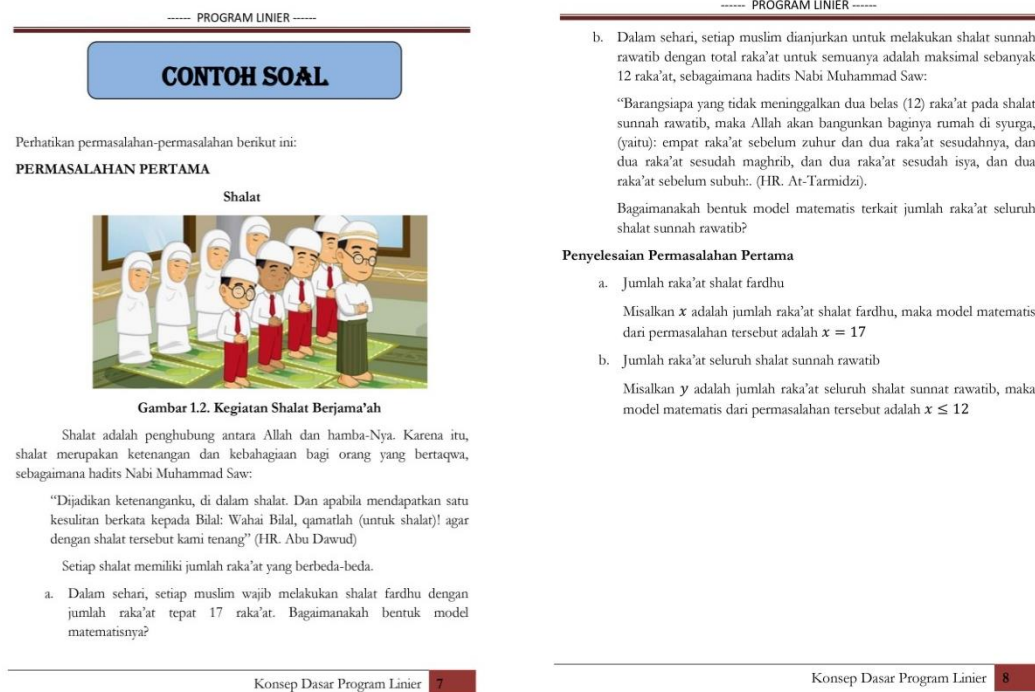 ------ PROGRAM LINIER ------
CONTOH SOAL
Perhatikan permasalahan-permasalahan berikut ini:
PERMASALAHAN PERTAMA
Shalat
Gambar 1.2. Kegiatan Shalat Berjama’ah
Shalat adalah penghubung antara Allah dan hamba-Nya. Karena itu,
shalat merupakan ketenangan dan kebahagiaan bagi orang yang bertaqwa,
sebagaimana hadits Nabi Muhammad Saw:
“Dijadikan ketenanganku, di dalam shalat. Dan apabila mendapatkan satu
kesulitan berkata kepada Bilal: Wahai Bilal, qamatlah (untuk shalat)! agar
dengan shalat tersebut kami tenang” (HR. Abu Dawud)
Setiap shalat memiliki jumlah raka’at yang berbeda-beda.
a. Dalam sehari, setiap muslim wajib melakukan shalat fardhu dengan
jumlah raka’at tepat 17 raka’at. Bagaimanakah bentuk model
matematisnya?
Konsep Dasar Program Linier 7
------ PROGRAM LINIER ------
b. Dalam sehari, setiap muslim dianjurkan untuk melakukan shalat sunnah
rawatib dengan total raka’at untuk semuanya adalah maksimal sebanyak
12 raka’at, sebagaimana hadits Nabi Muhammad Saw:
“Barangsiapa yang tidak meninggalkan dua belas (12) raka’at pada shalat
sunnah rawatib, maka Allah akan bangunkan baginya rumah di syurga,
(yaitu): empat raka’at sebelum zuhur dan dua raka’at sesudahnya, dan
dua raka’at sesudah maghrib, dan dua raka’at sesudah isya, dan dua
raka’at sebelum subuh:. (HR. At-Tarmidzi).
Bagaimanakah bentuk model matematis terkait jumlah raka’at seluruh
shalat sunnah rawatib?
Penyelesaian Permasalahan Pertama
a. Jumlah raka’at shalat fardhu
Misalkan x adalah jumlah raka’at shalat fardhu, maka model matematis
dari permasalahan tersebut adalah x = 17
b. Jumlah raka’at seluruh shalat sunnah rawatib
Misalkan y adalah jumlah raka’at seluruh shalat sunnat rawatib, maka
model matematis dari permasalahan tersebut adalah x ≤ 12
Konsep Dasar Program Linier 8